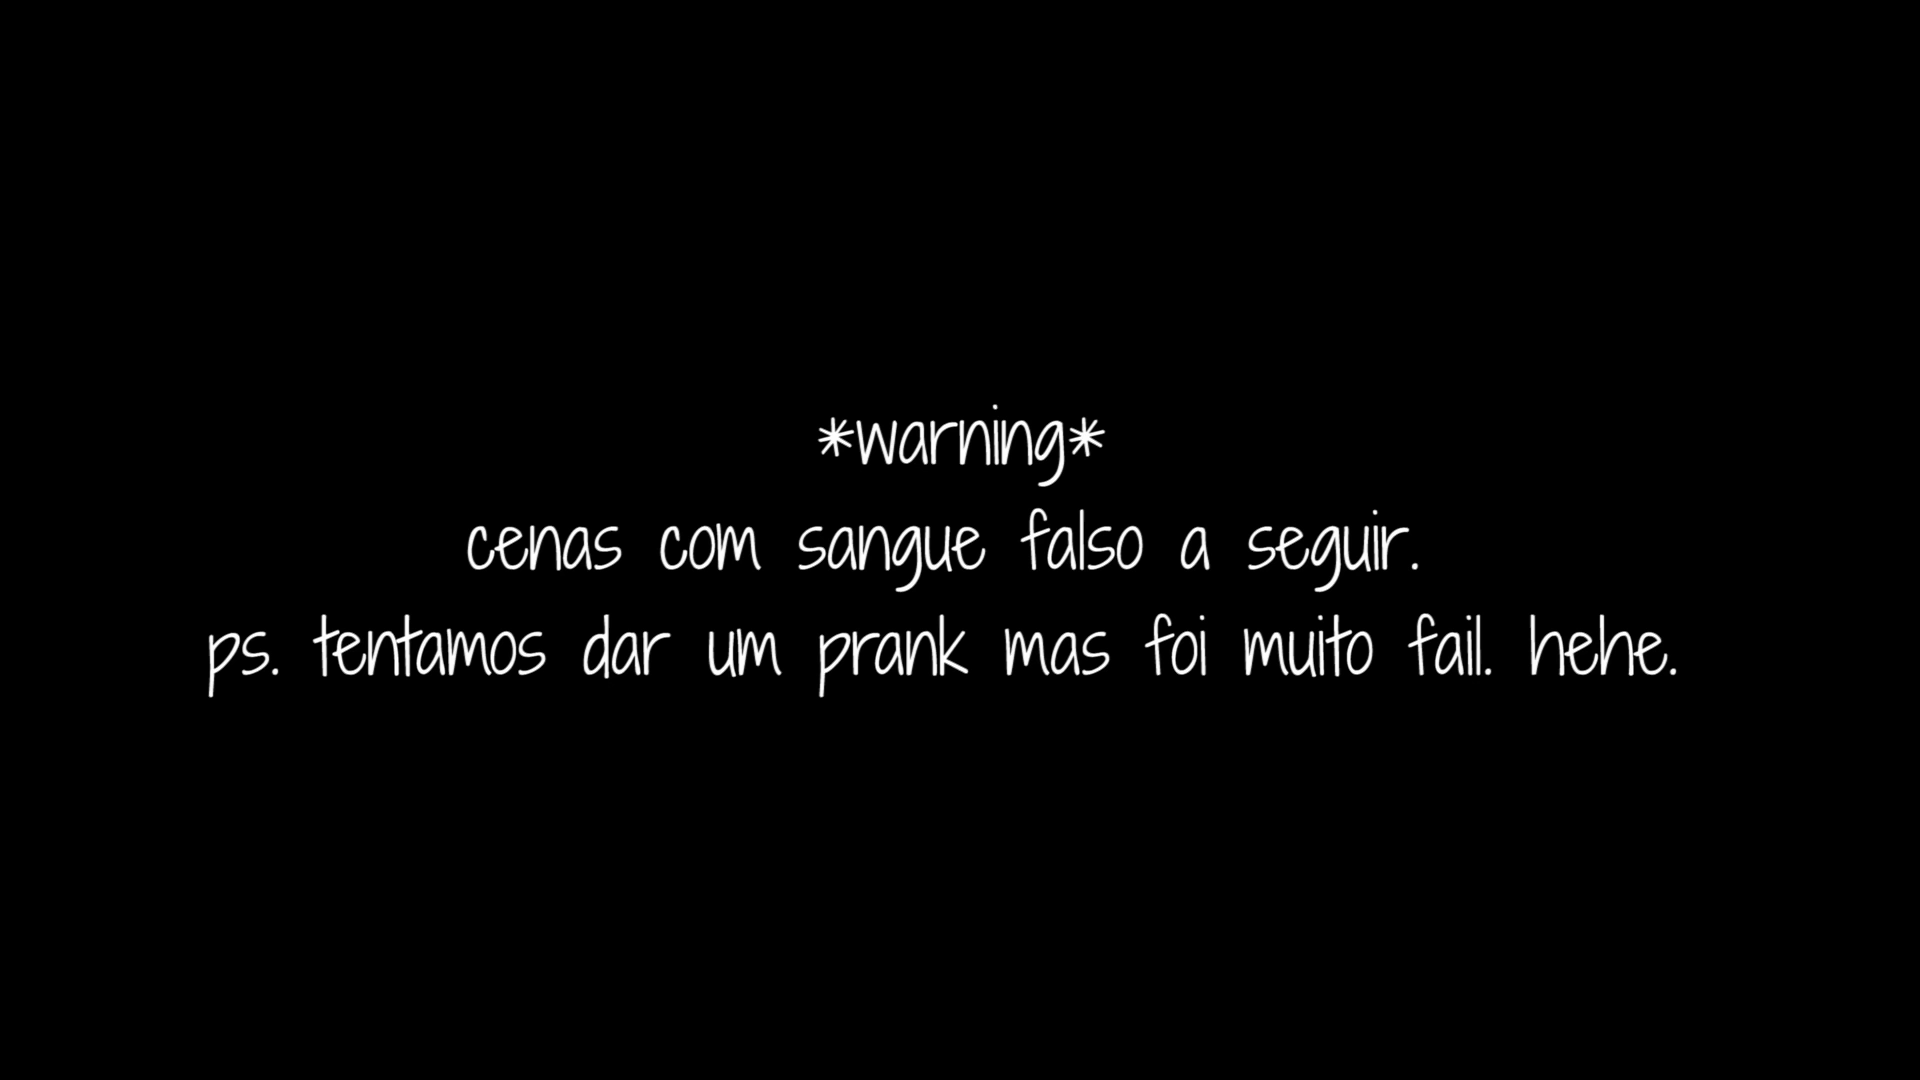 *warning*
cenas com sangue falso a seguir.
ps. tentamos dar um prank mas foi muito fail. hehe.